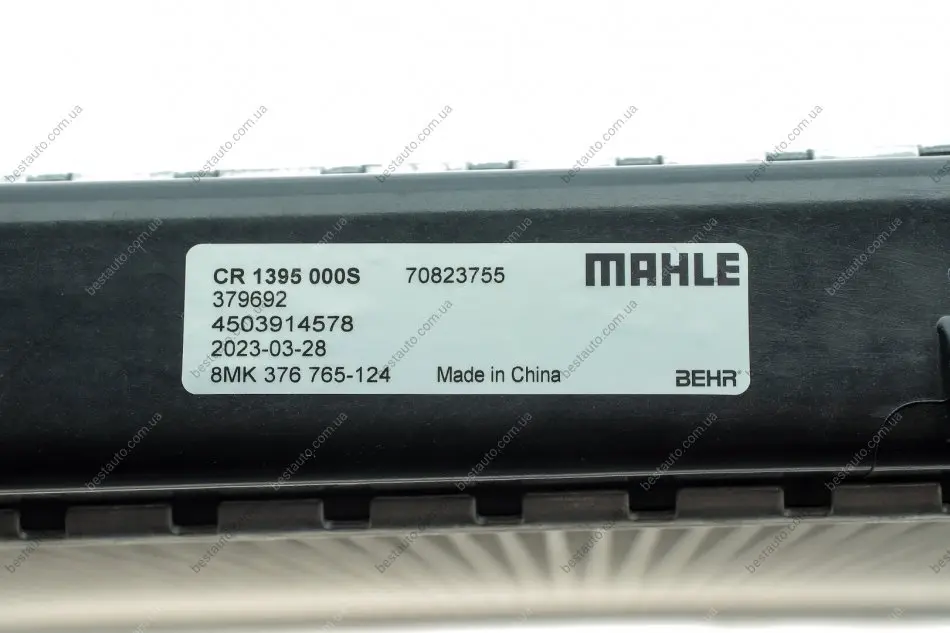 CR 1395 000S 70823755 MAHLE
379692
4503914578
2023-03-28
8MK 376 765-124 Made in China BEHR
bestauto.com.ua